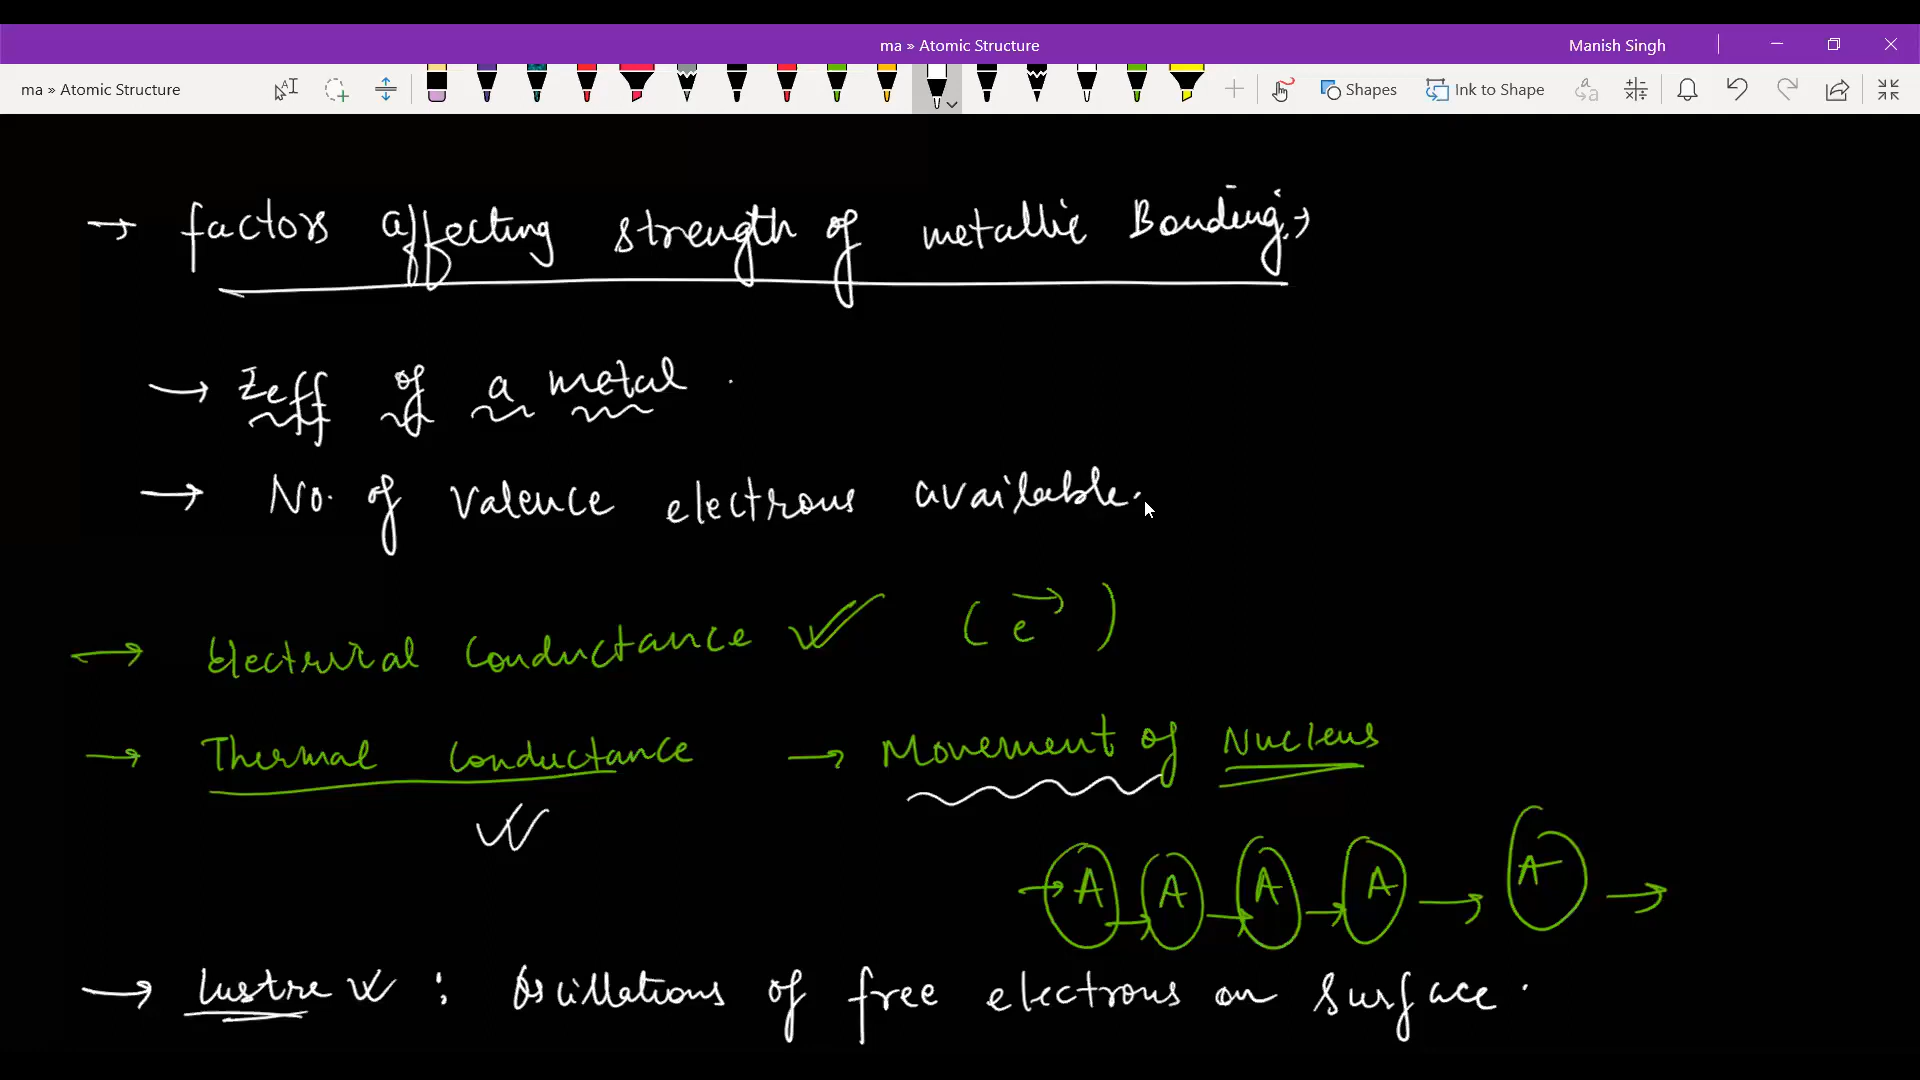 ma » Atomic Structure
Manish Singh
ma » Atomic Structure
Shapes
Ink to Shape
→ factors affecting strength of metallic Bonding →
→ Zeff of a metal.
→ No. of valence electrons available.
→ Electrical Conductance ( e )
→ Thermal conductance → Movement of Nucleus
→ A → A → A → A → A →
→ Lustre : Oscillations of free electrons on surface.